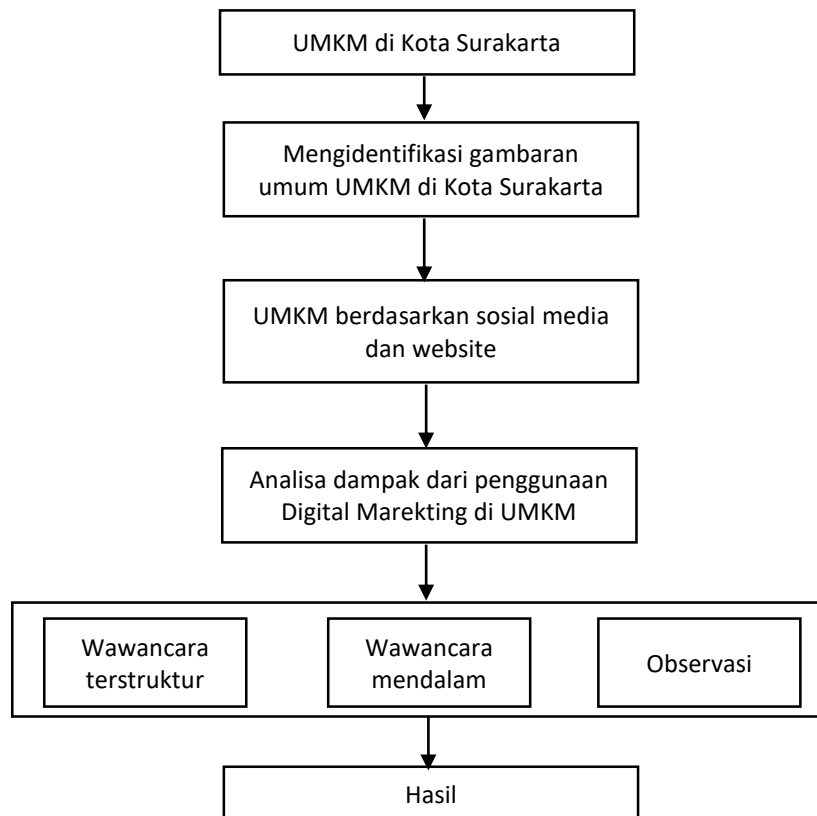 UMKM di Kota Surakarta
Mengidentifikasi gambaran
umum UMKM di Kota Surakarta
UMKM berdasarkan sosial media
dan website
Analisa dampak dari penggunaan
Digital Marekting di UMKM
Wawancara
terstruktur
Wawancara
mendalam
Observasi
Hasil